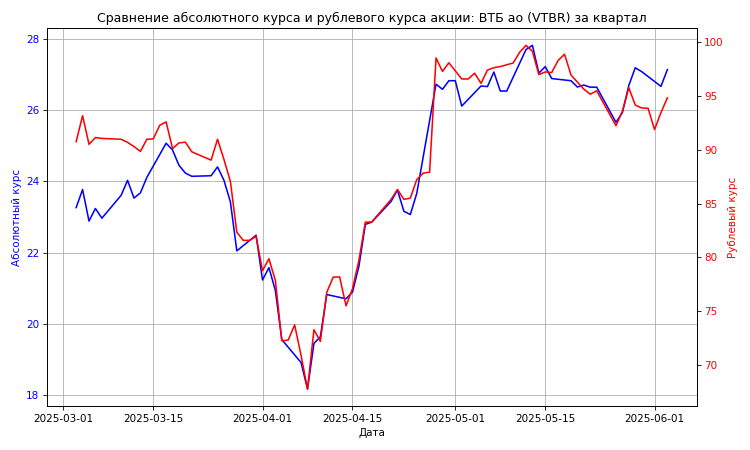 Сравнение абсолютного курса и рублевого курса акции: ВТБ ао (VTBR) за квартал
28
26
24
22
20
18
Абсолютный курс
100
95
90
85
80
75
70
Рублевый курс
2025-03-01 2025-03-15 2025-04-01 2025-04-15 2025-05-01 2025-05-15 2025-06-01
Дата